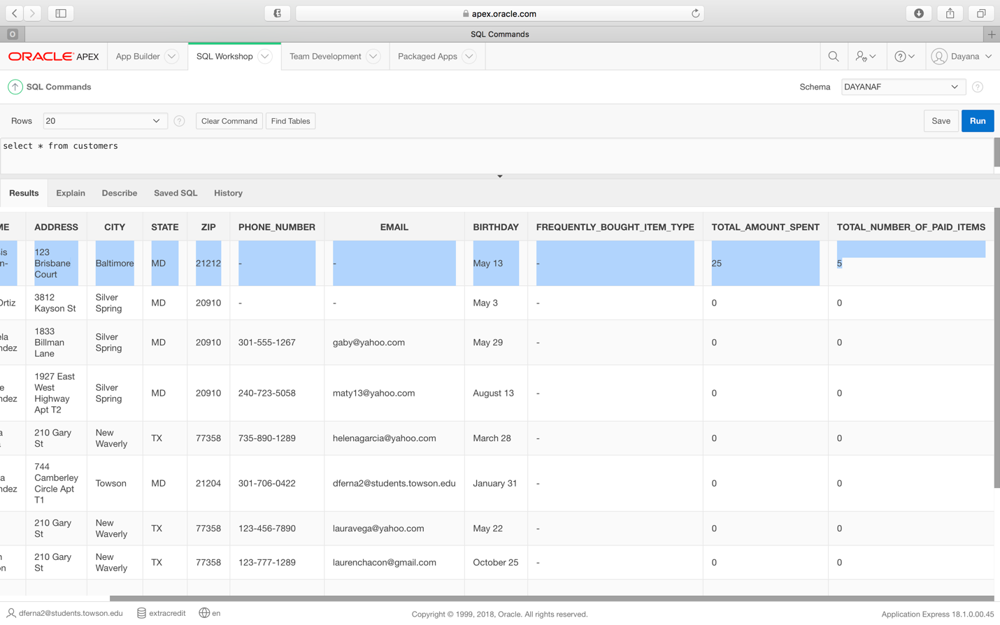 apex.oracle.com
O
SQL Commands
ORACLE APEX
App Builder
SQL Workshop
Team Development
Packaged Apps
?
Dayana
SQL Commands
Schema
DAYANAF
?
Rows
20
?
Clear Command
Find Tables
Save
Run
select * from customers
Results
Explain
Describe
Saved SQL
History
ME ADDRESS CITY STATE ZIP PHONE_NUMBER EMAIL BIRTHDAY FREQUENTLY_BOUGHT_ITEM_TYPE TOTAL_AMOUNT_SPENT TOTAL_NUMBER_OF_PAID_ITEMS
sis
n-
123
Brisbane
Court
Baltimore
MD
21212
-
-
May 13
-
25
5
Ortiz
3812
Kayson St
Silver
Spring
MD
20910
-
-
May 3
-
0
0
ela
ndez
1833
Billman
Lane
Silver
Spring
MD
20910
301-555-1267
gaby@yahoo.com
May 29
-
0
0
e
ndez
1927 East
West
Highway
Apt T2
Silver
Spring
MD
20910
240-723-5058
maty13@yahoo.com
August 13
-
0
0
a
210 Gary
St
New
Waverly
TX
77358
735-890-1289
helenagarcia@yahoo.com
March 28
-
0
0
a
ndez
744
Camberley
Circle Apt
T1
Towson
MD
21204
301-706-0422
dferna2@students.towson.edu
January 31
-
0
0
210 Gary
St
New
Waverly
TX
77358
123-456-7890
lauravega@yahoo.com
May 22
-
0
0
n
on
210 Gary
St
New
Waverly
TX
77358
123-777-1289
laurenchacon@gmail.com
October 25
-
0
0
dferna2@students.towson.edu
extracredit
en
Copyright © 1999, 2018, Oracle. All rights reserved.
Application Express 18.1.0.00.45